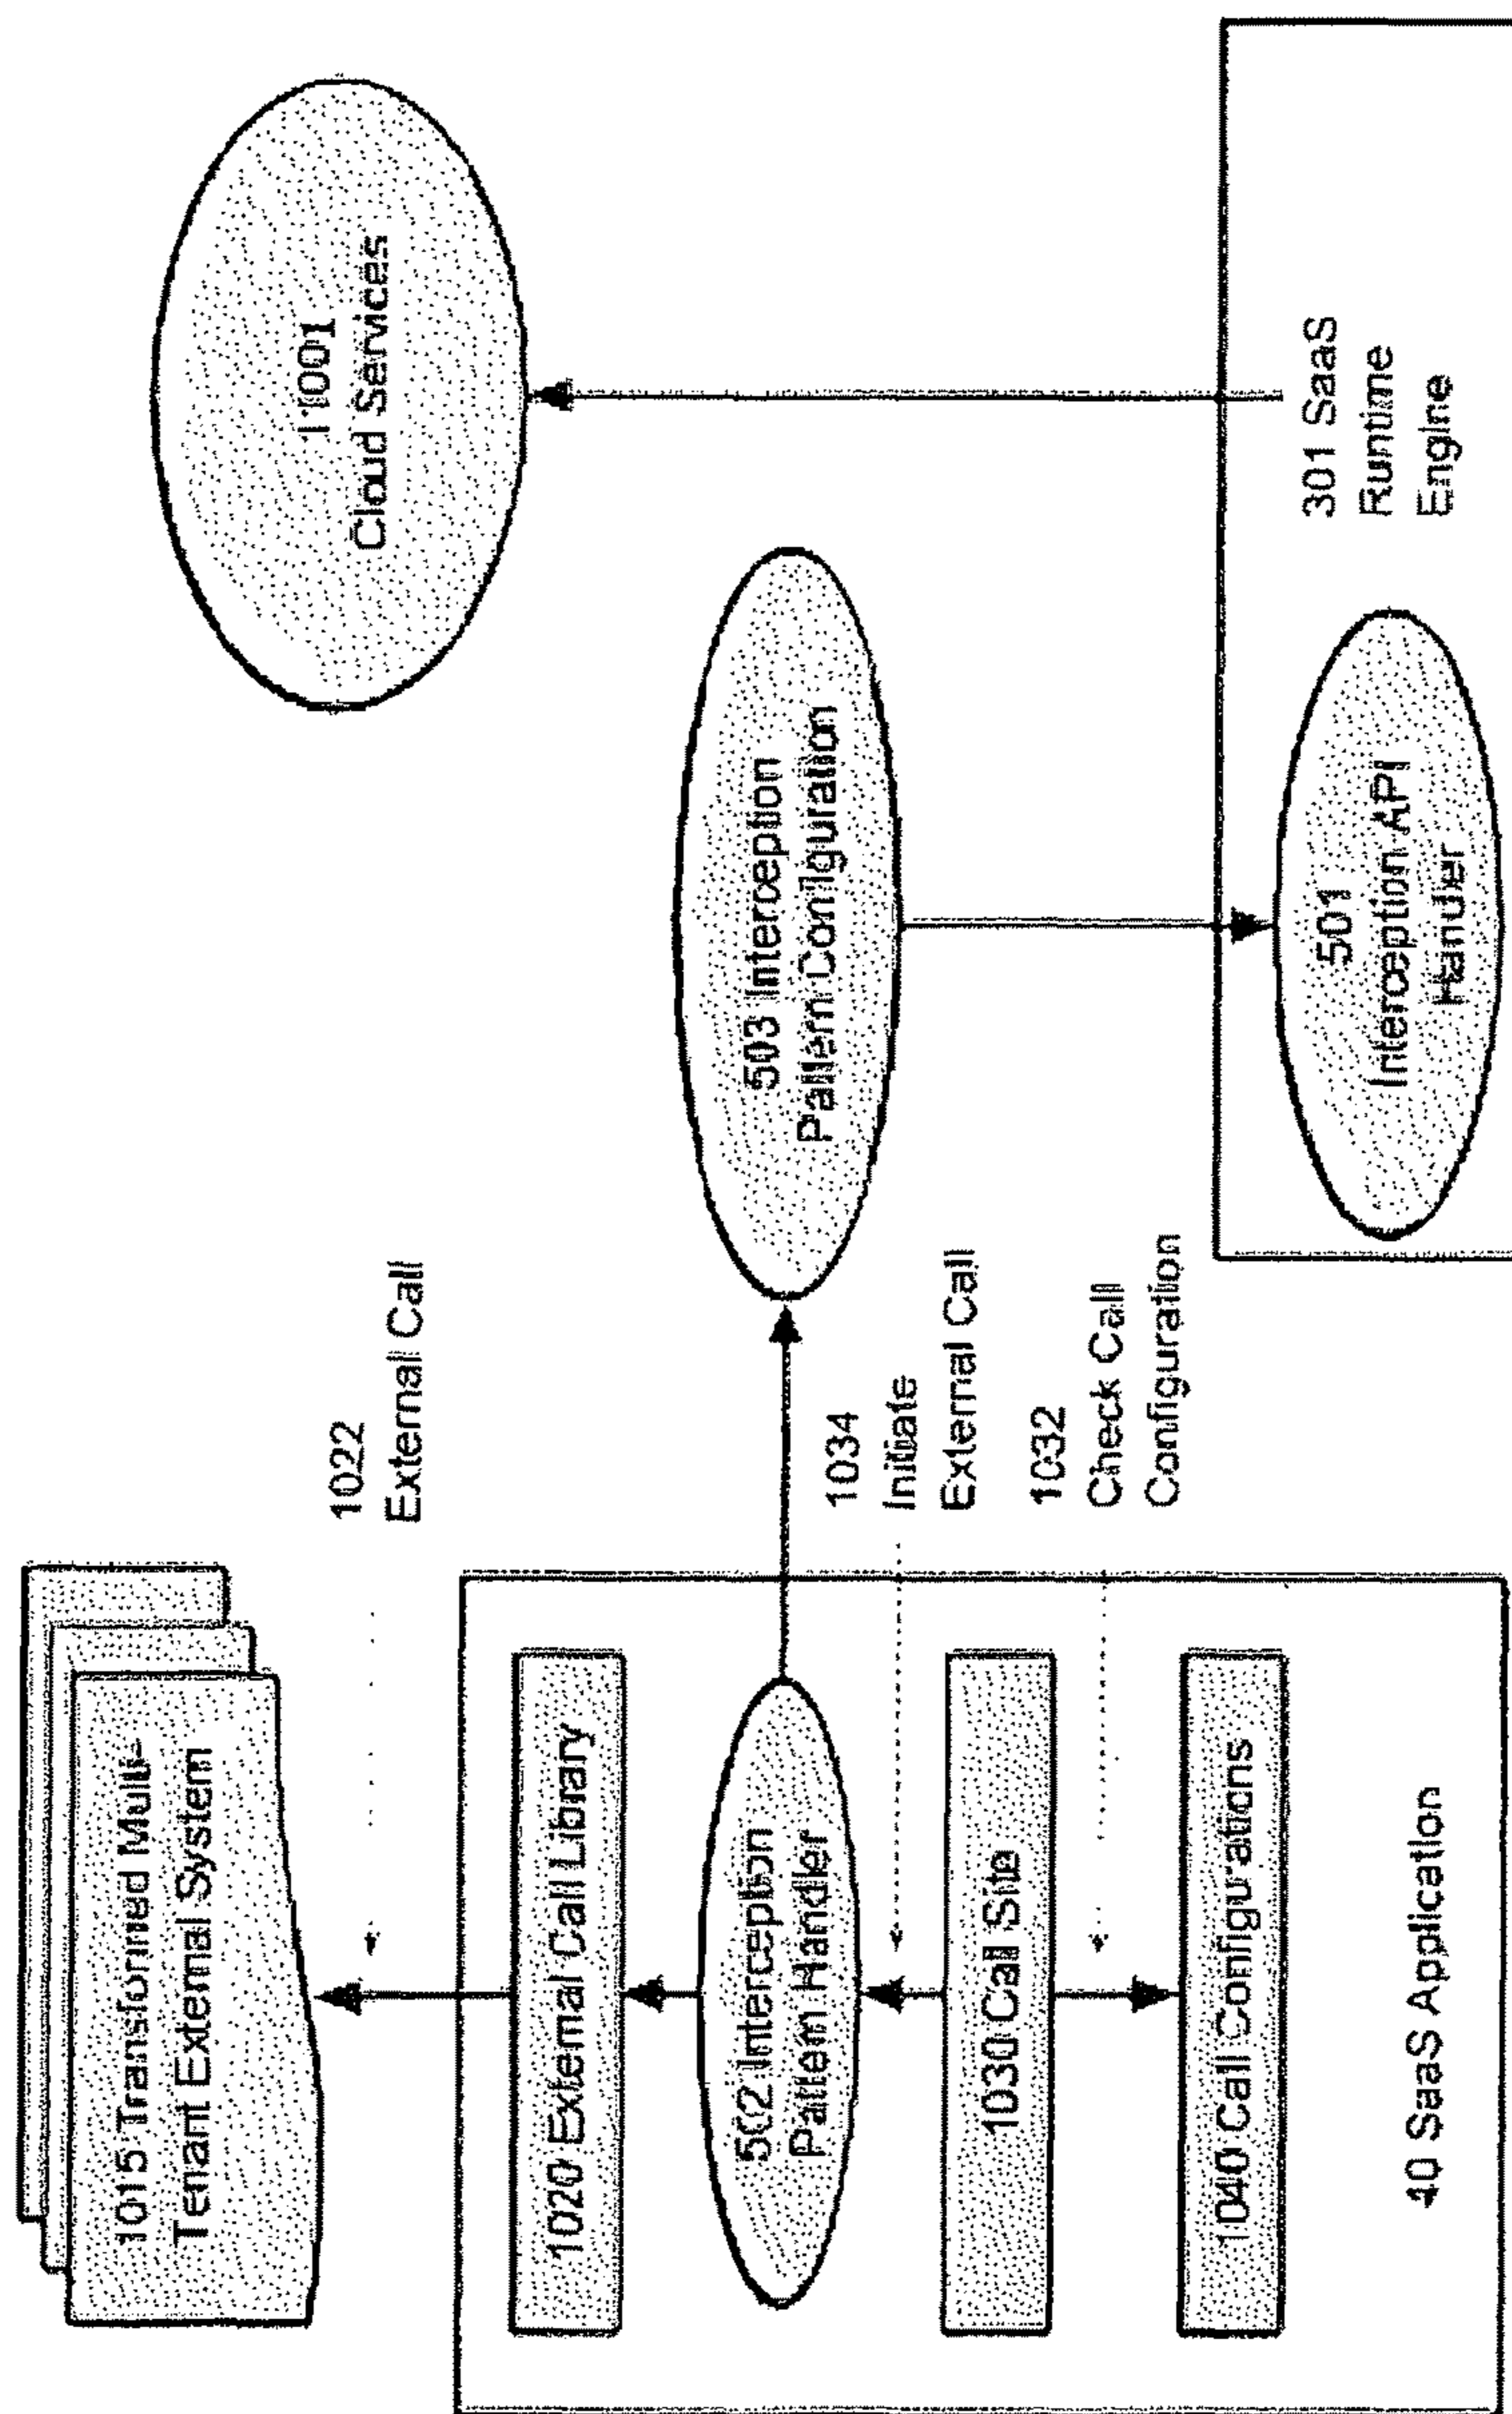 1015 Transformed Multi-
Tenant External System
1022
External Call
1020 External Call Library
502 Interception
Pattern Handler
1034
Initiate
External Call
1030 Call Site
1032
Check Call
Configuration
1040 Call Configurations
10 SaaS Application
503 Interception
Pattern Configuration
11001
Cloud Services
501
Interception API
Handler
301 SaaS
Runtime
Engine